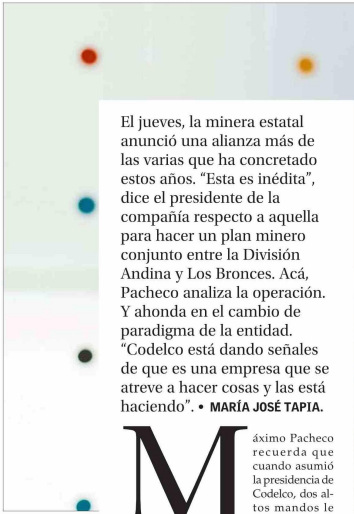 El jueves, la minera estatal
anunció una alianza más de
las varias que ha concretado
estos años. “Esta es inédita”,
dice el presidente de la
compañía respecto a aquella
para hacer un plan minero
conjunto entre la División
Andina y Los Bronces. Acá,
Pacheco analiza la operación.
Y ahonda en el cambio de
paradigma de la entidad.
“Codelco está dando señales
de que es una empresa que se
atreve a hacer cosas y las está
haciendo”. • MARÍA JOSÉ TAPIA.
Máximo Pacheco
recuerda que
cuando asumió
la presidencia de
Codelco, dos al-
tos mandos le